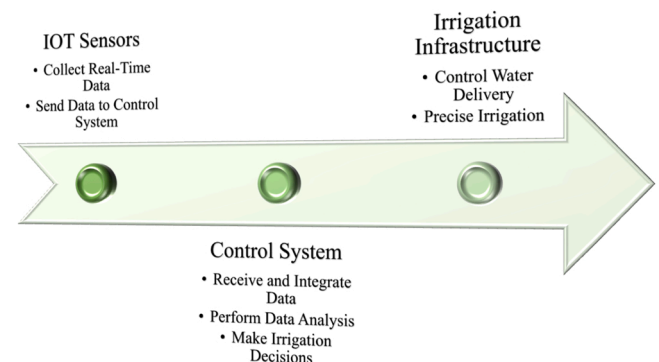 IOT Sensors
• Collect Real-Time
Data
• Send Data to Control
System
Control System
• Receive and Integrate
Data
• Perform Data Analysis
• Make Irrigation
Decisions
Irrigation
Infrastructure
• Control Water
Delivery
• Precise Irrigation